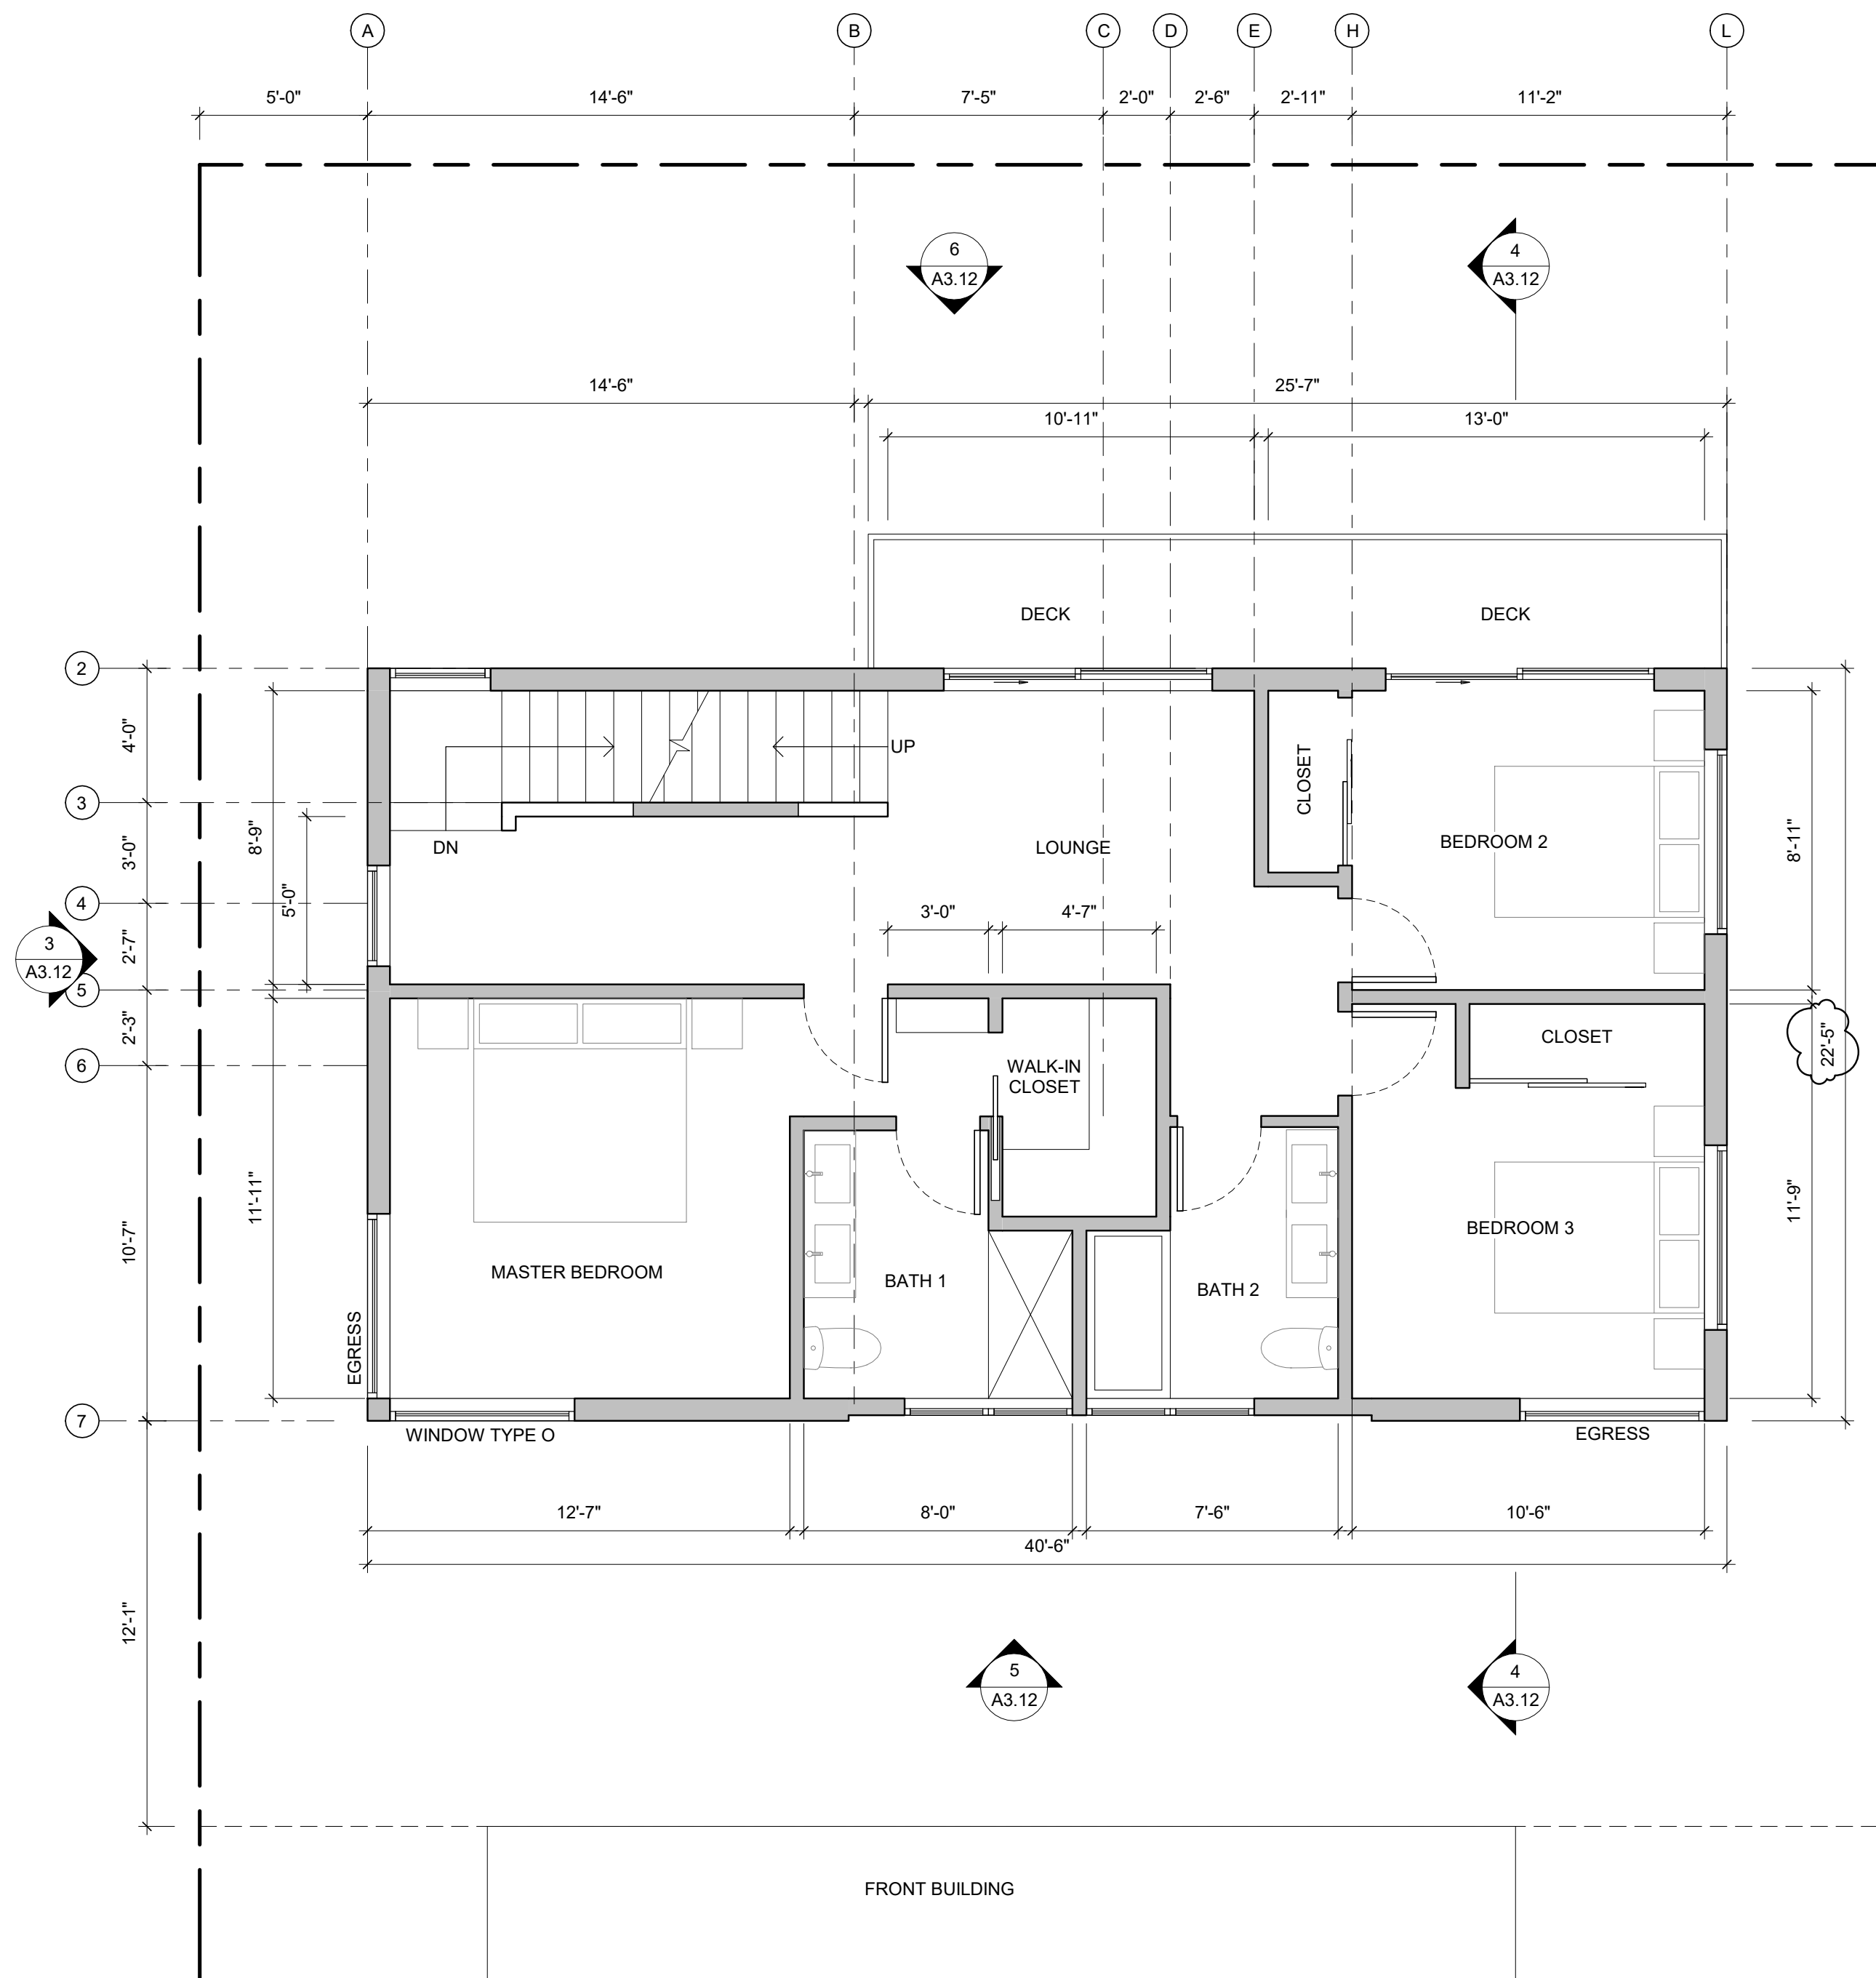 A
B
C
D
E
H
L
5'-0"
14'-6"
7'-5"
2'-0"
2'-6"
2'-11"
11'-2"
6
A3.12
4
A3.12
14'-6"
25'-7"
10'-11"
13'-0"
DECK
DECK
2
4'-0"
UP
CLOSET
3
8'-9"
3'-0"
DN
LOUNGE
BEDROOM 2
8'-11"
5'-0"
4
3'-0"
4'-7"
3
A3.12
2'-7"
5
2'-3"
CLOSET
22'-5"
6
WALK-IN
CLOSET
11'-11"
11'-9"
10'-7"
BEDROOM 3
MASTER BEDROOM
BATH 1
BATH 2
EGRESS
7
WINDOW TYPE O
EGRESS
12'-7"
8'-0"
7'-6"
10'-6"
40'-6"
12'-1"
5
A3.12
4
A3.12
FRONT BUILDING